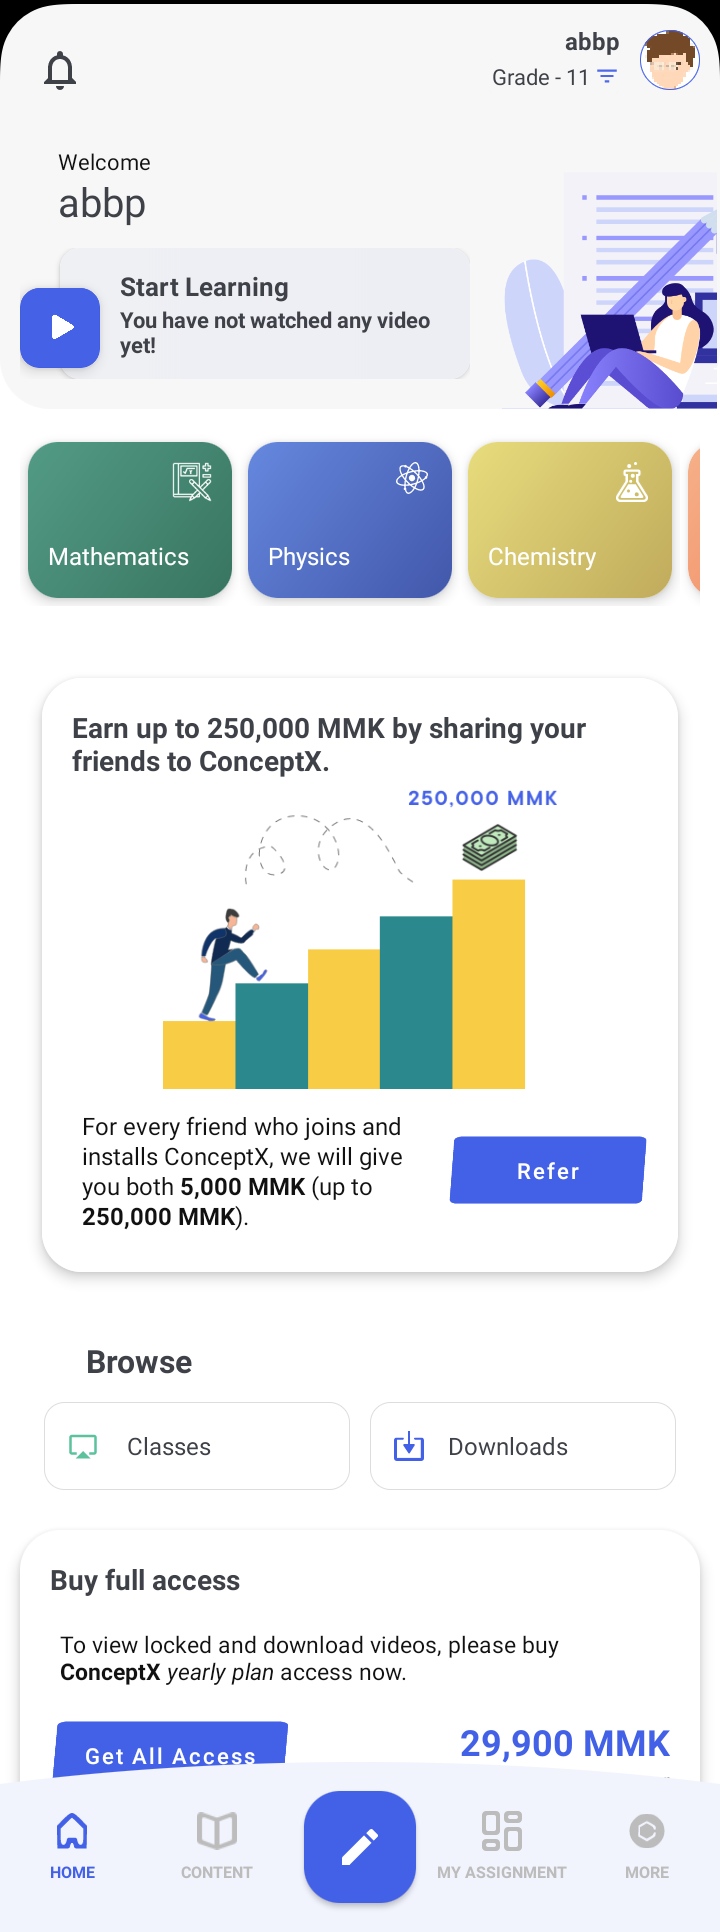 abbp
Grade - 11
Welcome
abbp
Start Learning
You have not watched any video
yet!
Mathematics
Physics
Chemistry
Earn up to 250,000 MMK by sharing your
friends to ConceptX.
250,000 MMK
For every friend who joins and
installs ConceptX, we will give
you both 5,000 MMK (up to
250,000 MMK).
Refer
Browse
Classes
Downloads
Buy full access
To view locked and download videos, please buy
ConceptX yearly plan access now.
Get All Access
29,900 MMK
HOME
CONTENT
MY ASSIGNMENT
MORE